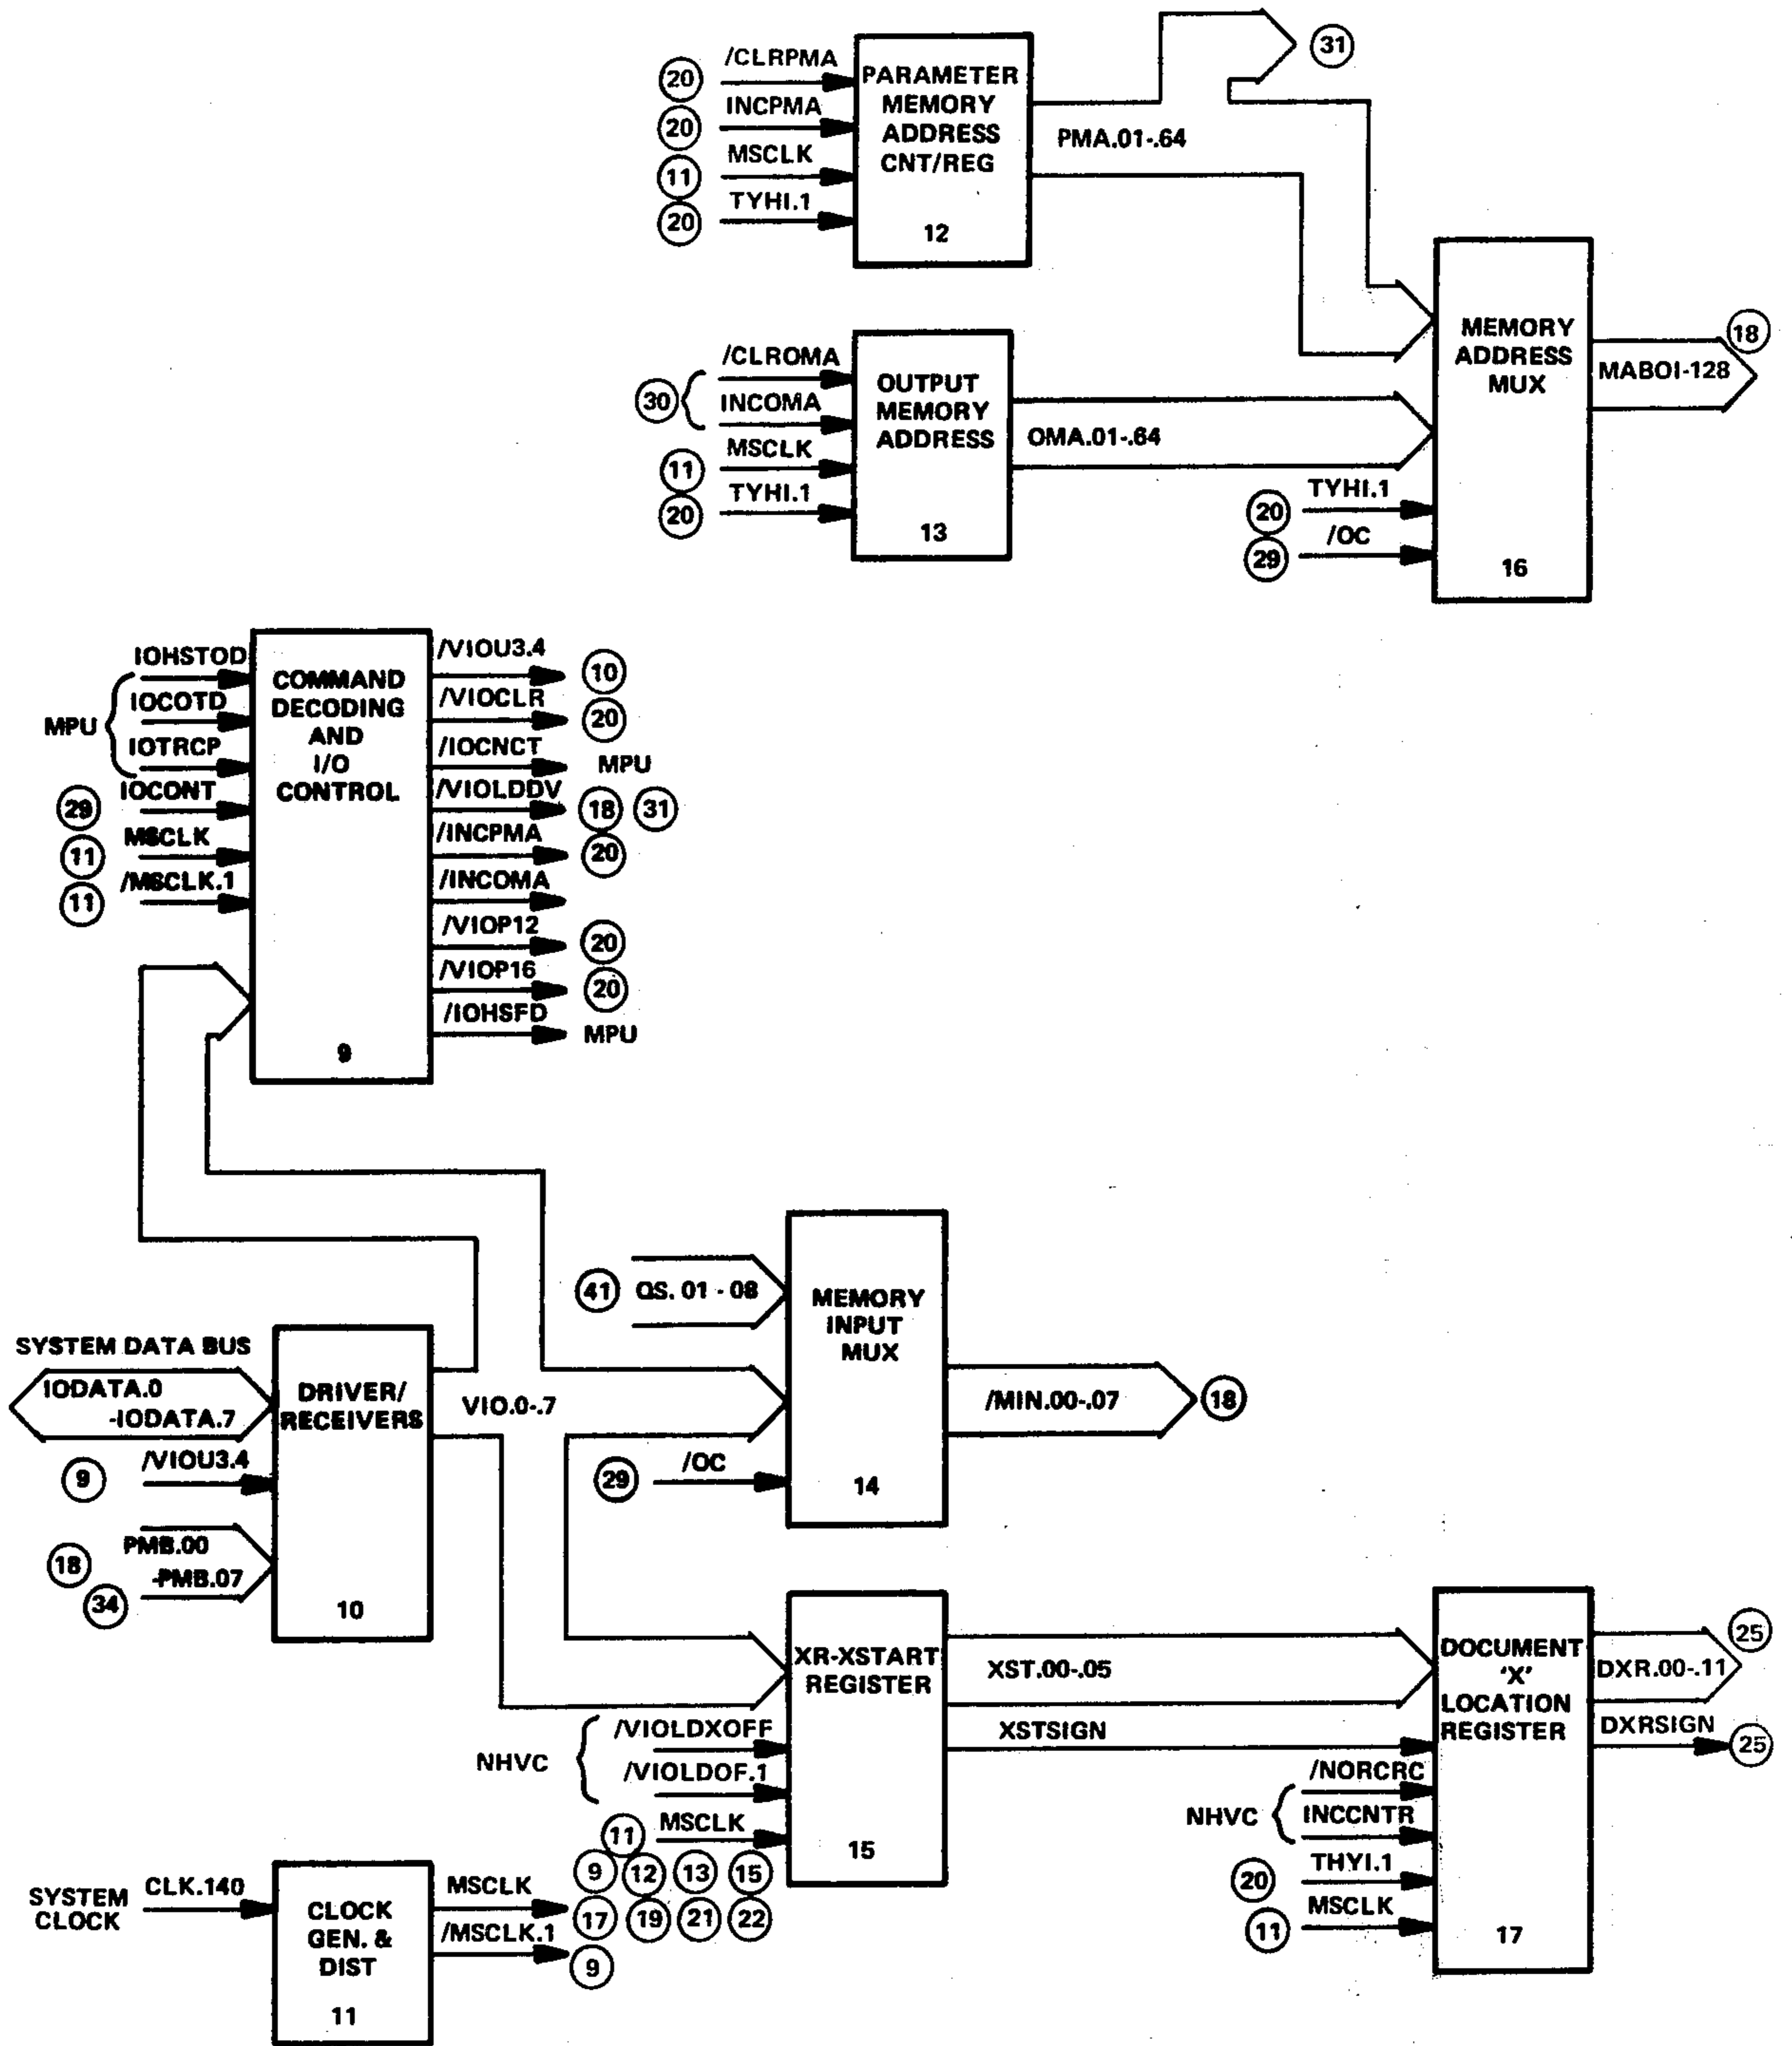 31
20
/CLRPMA
20
INCPMA
11
MSCLK
20
TYHI.1
PARAMETER
MEMORY
ADDRESS
CNT/REG
12
PMA.01-.64
30
/CLROMA
INCOMA
11
MSCLK
20
TYHI.1
OUTPUT
MEMORY
ADDRESS
13
OMA.01-.64
20
TYHI.1
29
/OC
MEMORY
ADDRESS
MUX
16
MABOI-128
18
MPU
IOHSTOD
IOCOTD
IOTRCP
29
IOCONT
11
MSCLK
11
/MSCLK.1
COMMAND
DECODING
AND
I/O
CONTROL
9
/VIOU3.4
10
/VIOCLR
20
/IOCNCT
MPU
/VIOLDDV
18
31
/INCPMA
20
/INCOMA
/VIOP12
20
/VIOP16
20
/IOHSFD
MPU
SYSTEM DATA BUS
IODATA.0
-IODATA.7
9
/VIOU3.4
18
34
PMB.00
-PMB.07
DRIVER/
RECEIVERS
10
VIO.0-.7
41
QS. 01 - 08
29
/OC
MEMORY
INPUT
MUX
14
/MIN.00-.07
18
NHVC
/VIOLDXOFF
/VIOLDOF.1
11
MSCLK
XR-XSTART
REGISTER
15
XST.00-.05
XSTSIGN
NHVC
/NORCRC
INCCNTR
20
THYI.1
11
MSCLK
DOCUMENT
‘X’
LOCATION
REGISTER
17
DXR.00-.11
25
DXRSIGN
25
SYSTEM
CLOCK
CLK.140
CLOCK
GEN. &
DIST
11
MSCLK
9 12 13 15
17 19 21 22
/MSCLK.1
9